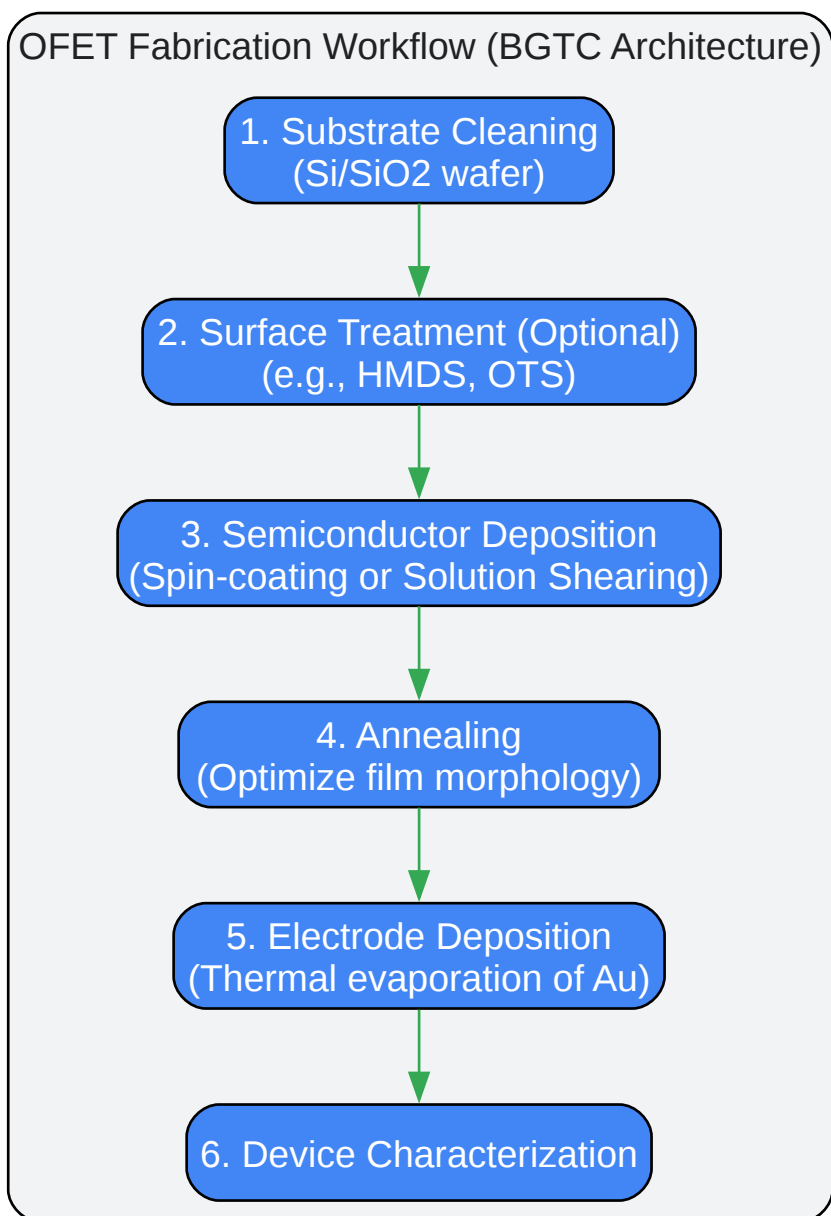 OFET Fabrication Workflow (BGTC Architecture)
1. Substrate Cleaning
(Si/SiO2 wafer)
2. Surface Treatment (Optional)
(e.g., HMDS, OTS)
3. Semiconductor Deposition
(Spin-coating or Solution Shearing)
4. Annealing
(Optimize film morphology)
5. Electrode Deposition
(Thermal evaporation of Au)
6. Device Characterization